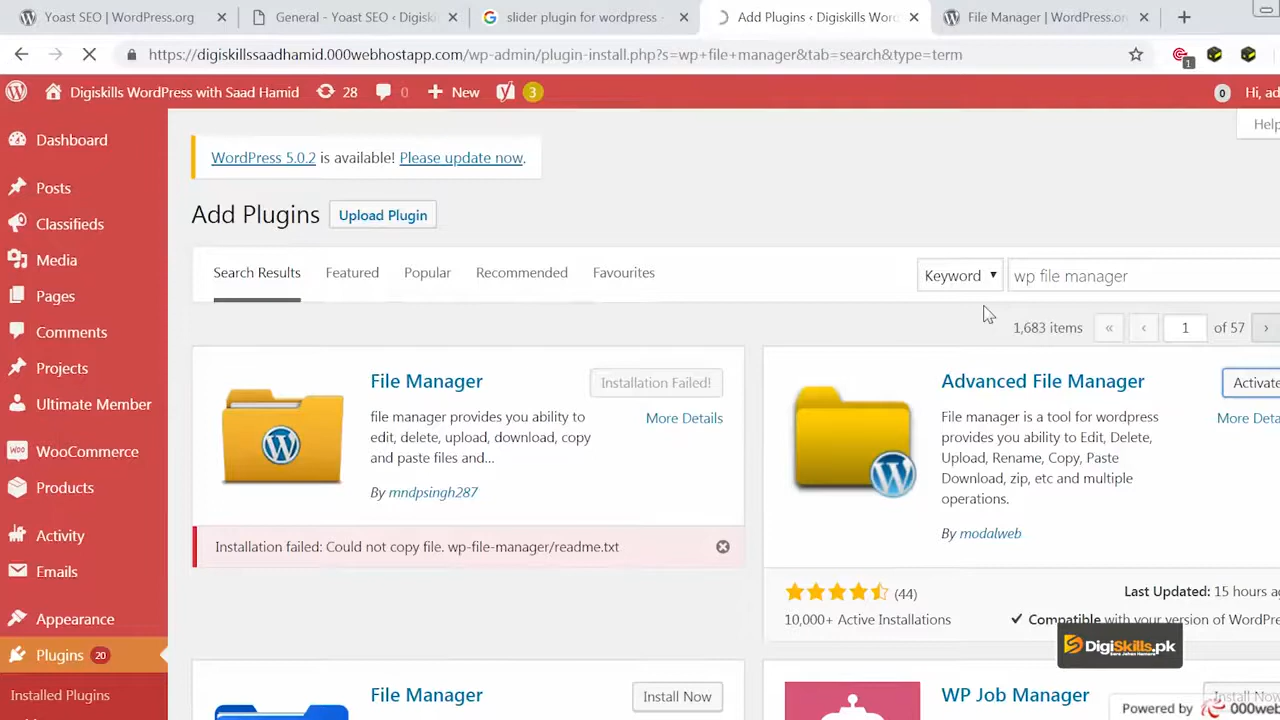 Yoast SEO | WordPress.org
General - Yoast SEO ‹ Digiskil
slider plugin for wordpress -
Add Plugins ‹ Digiskills Wor
File Manager | WordPress.or
https://digiskillssaadhamid.000webhostapp.com/wp-admin/plugin-install.php?s=wp+file+manager&tab=search&type=term
1
Digiskills WordPress with Saad Hamid
28
0
New
3
0
Hi, ad
Help
Dashboard
Posts
Classifieds
Media
Pages
Comments
Projects
Ultimate Member
WooCommerce
Products
Activity
Emails
Appearance
Plugins 20
Installed Plugins
WordPress 5.0.2 is available! Please update now.
Add Plugins
Upload Plugin
Search Results
Featured
Popular
Recommended
Favourites
Keyword
wp file manager
1,683 items
«
‹
1
of 57
›
File Manager
Installation Failed!
More Details
file manager provides you ability to
edit, delete, upload, download, copy
and paste files and...
By mndpsingh287
Installation failed: Could not copy file. wp-file-manager/readme.txt
Advanced File Manager
Activate
More Deta
File manager is a tool for wordpress
provides you ability to Edit, Delete,
Upload, Rename, Copy, Paste
Download, zip, etc and multiple
operations.
By modalweb
(44)
Last Updated: 15 hours ag
10,000+ Active Installations
Compatible with your version of WordPre
DigiSkills.pk
File Manager
Install Now
WP Job Manager
Install Now
Powered by
000web